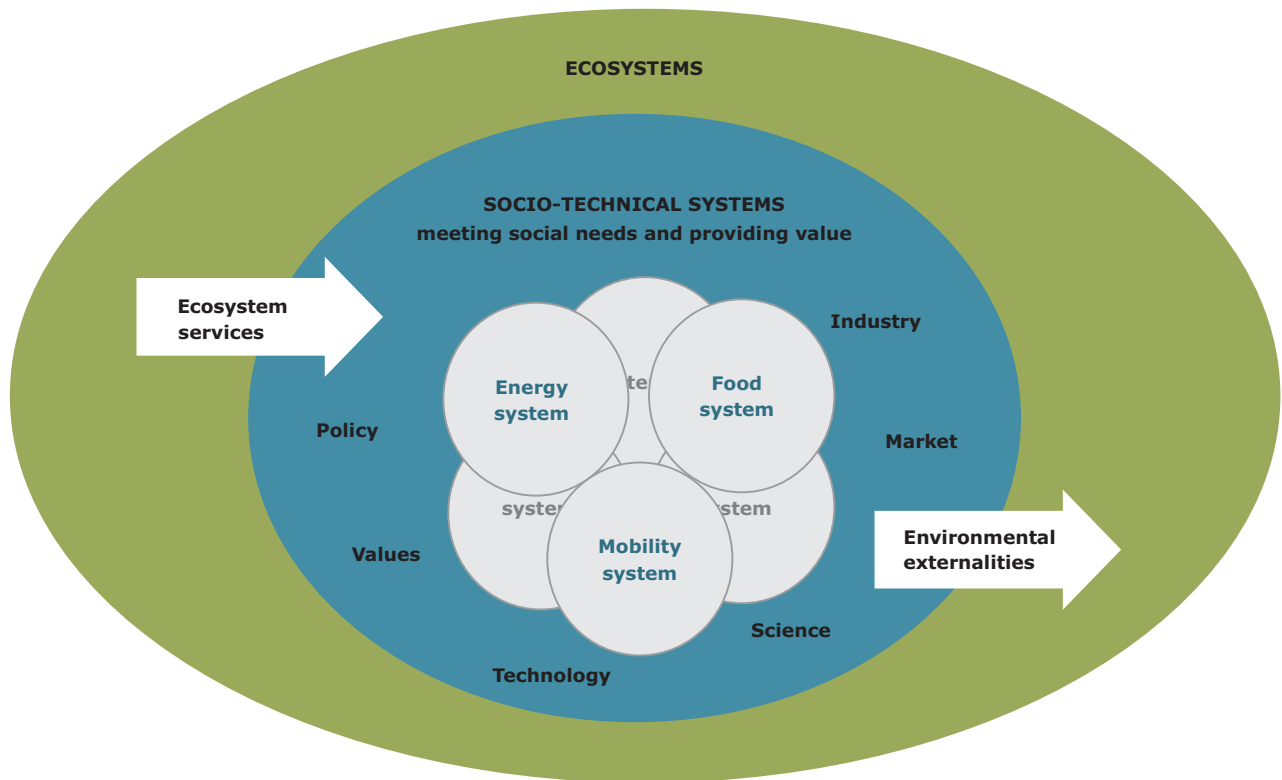 ECOSYSTEMS
SOCIO-TECHNICAL SYSTEMS
meeting social needs and providing value
Ecosystem
services
Industry
Energy
system
Food
system
Policy
Market
system
Values
Mobility
system
Environmental
externalities
Science
Technology